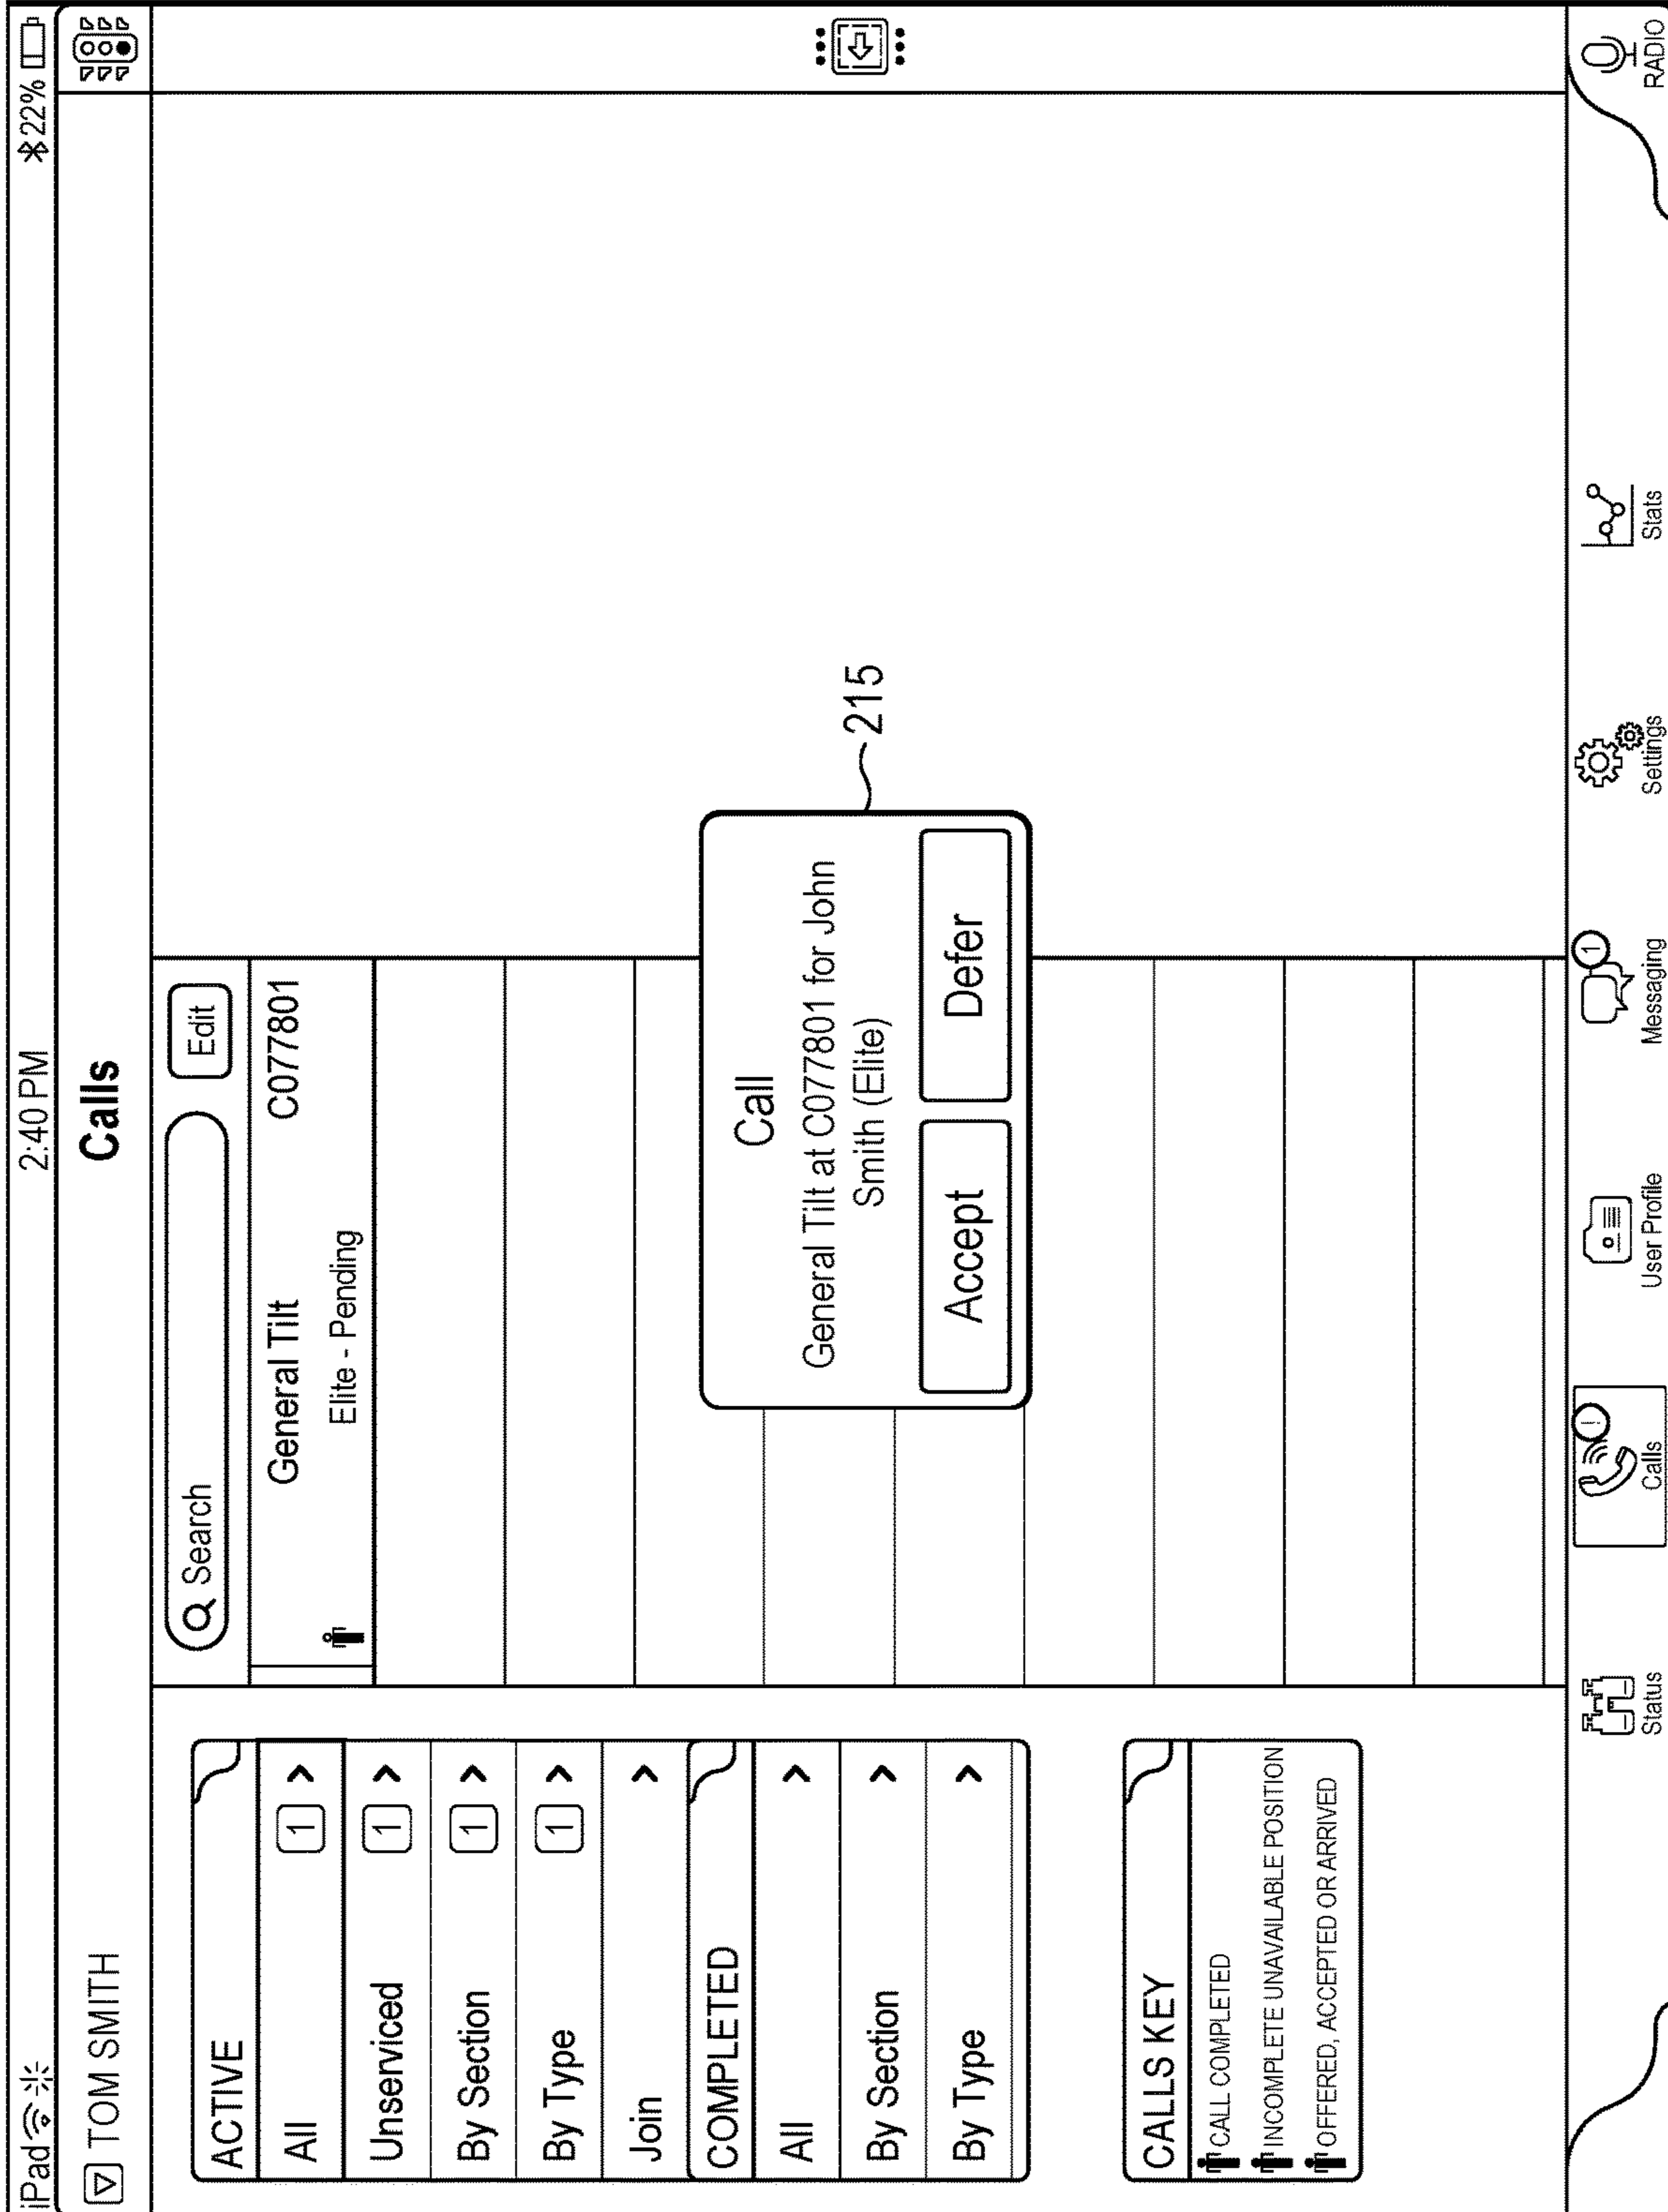 iPad
2:40 PM
22%
TOM SMITH
Calls
ACTIVE
All 1 >
Unserviced 1 >
By Section 1 >
By Type 1 >
Join >
COMPLETED
All >
By Section >
By Type >
CALLS KEY
CALL COMPLETED
INCOMPLETE UNAVAILABLE POSITION
OFFERED, ACCEPTED OR ARRIVED
Search
Edit
General Tilt C077801
Elite - Pending
Call
General Tilt at C077801 for John
Smith (Elite)
Accept
Defer
215
Status
Calls
User Profile
1
Messaging
Settings
Stats
RADIO